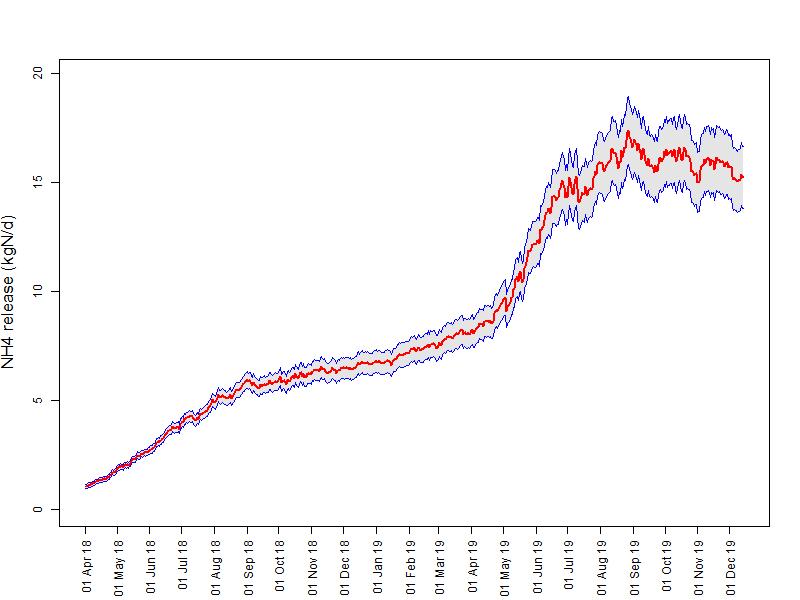 NH4 release (kgN/d)
20
15
10
5
0
01 Apr 18
01 May 18
01 Jun 18
01 Jul 18
01 Aug 18
01 Sep 18
01 Oct 18
01 Nov 18
01 Dec 18
01 Jan 19
01 Feb 19
01 Mar 19
01 Apr 19
01 May 19
01 Jun 19
01 Jul 19
01 Aug 19
01 Sep 19
01 Oct 19
01 Nov 19
01 Dec 19